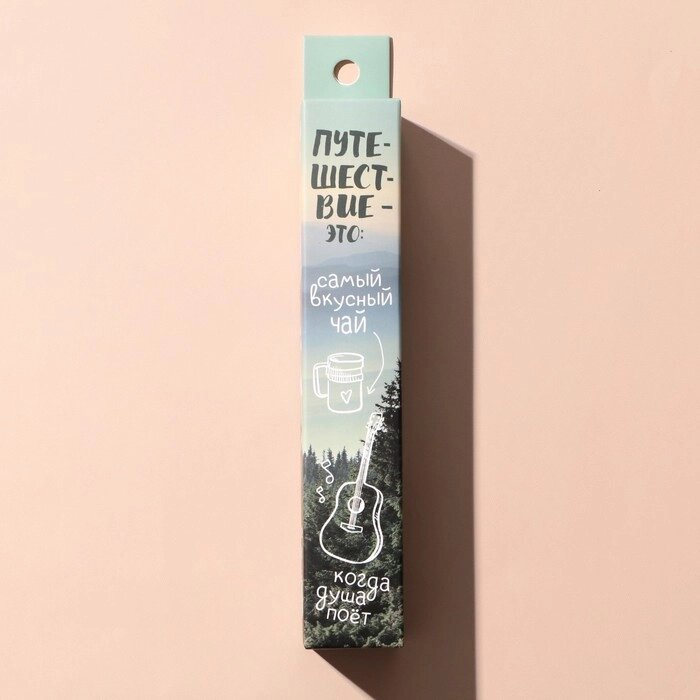 ПУТЕ-
ШЕСТ-
ВИЕ -
ЭТО:
самый
вкусный
чай
когда
душа
поёт